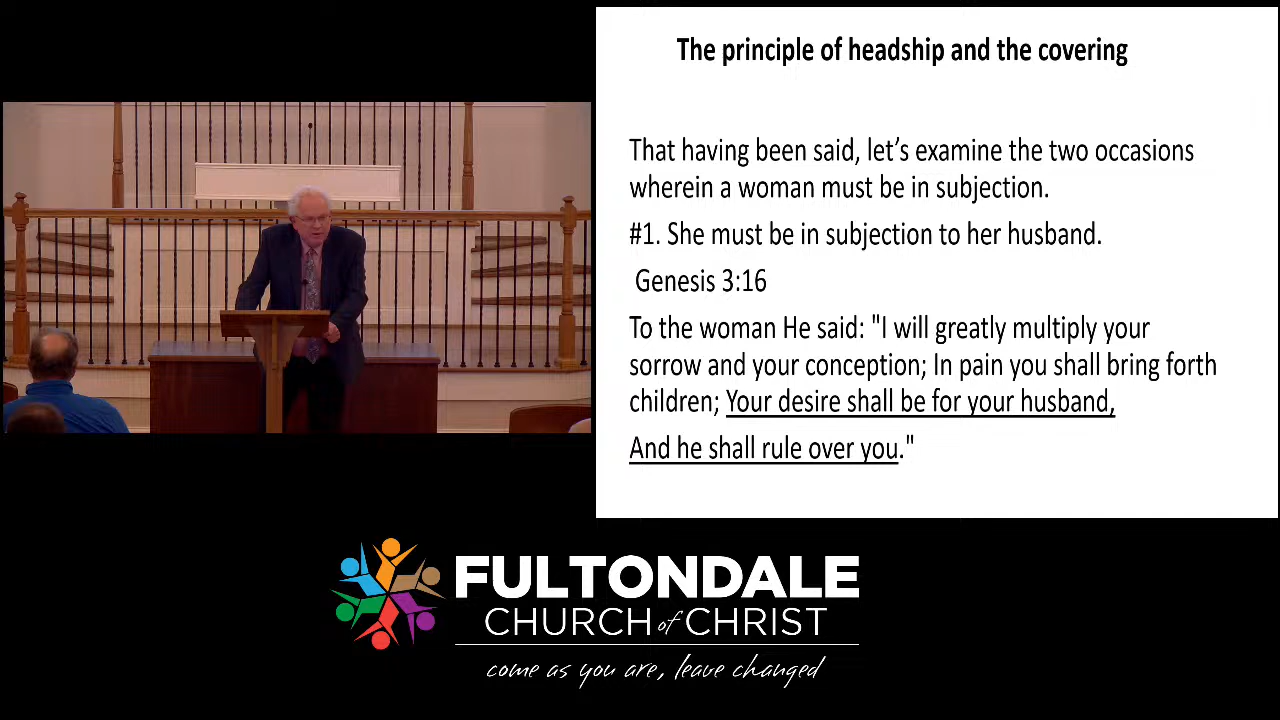 The principle of headship and the covering
That having been said, let's examine the two occasions
wherein a woman must be in subjection.
#1. She must be in subjection to her husband.
Genesis 3:16
To the woman He said: "I will greatly multiply your
sorrow and your conception; In pain you shall bring forth
children; Your desire shall be for your husband,
And he shall rule over you."
FULTONDALE
CHURCH of CHRIST
come as you are, leave changed